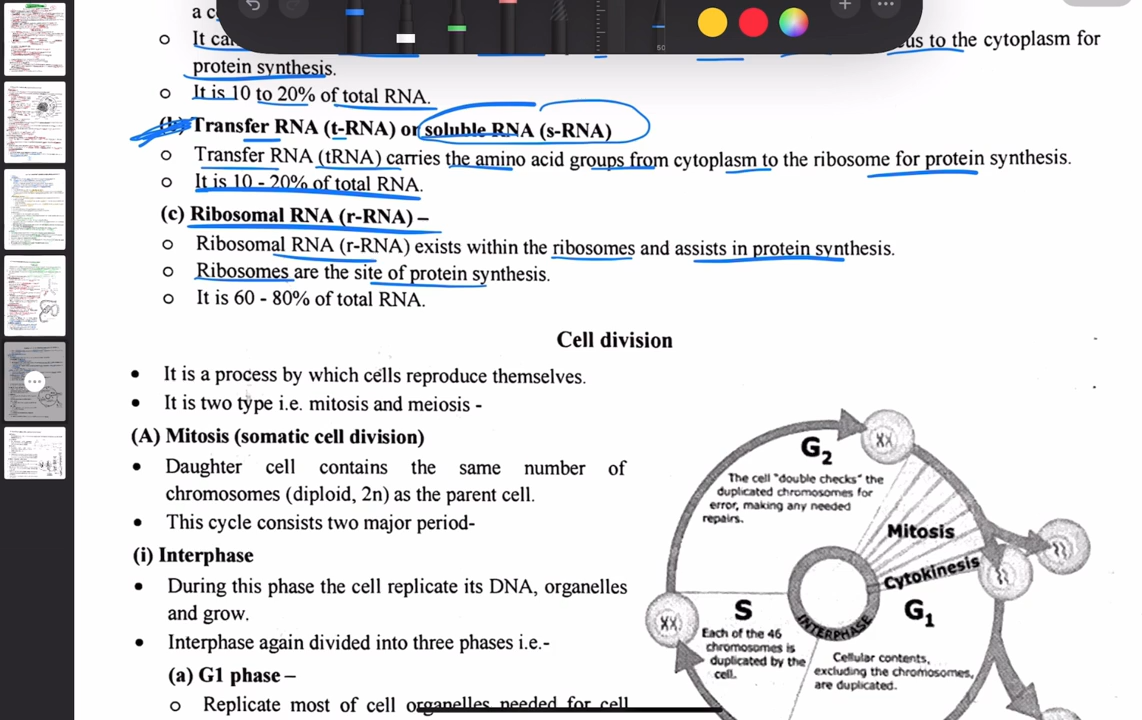 a c
It ca
us to the cytoplasm for
protein synthesis.
It is 10 to 20% of total RNA.
(b) Transfer RNA (t-RNA) or soluble RNA (s-RNA)
Transfer RNA (tRNA) carries the amino acid groups from cytoplasm to the ribosome for protein synthesis.
It is 10 - 20% of total RNA.
(c) Ribosomal RNA (r-RNA) –
Ribosomal RNA (r-RNA) exists within the ribosomes and assists in protein synthesis.
Ribosomes are the site of protein synthesis.
It is 60 - 80% of total RNA.
Cell division
It is a process by which cells reproduce themselves.
It is two type i.e. mitosis and meiosis -
(A) Mitosis (somatic cell division)
Daughter cell contains the same number of
chromosomes (diploid, 2n) as the parent cell.
This cycle consists two major period-
(i) Interphase
During this phase the cell replicate its DNA, organelles
and grow.
Interphase again divided into three phases i.e.-
(a) G1 phase –
Replicate most of cell organelles needed for cell
G2
The cell "double checks" the
duplicated chromosomes for
error, making any needed
repairs.
Mitosis
Cytokinesis
INTERPHASE
S
Each of the 46
chromosomes is
duplicated by the
cell.
G1
Cellular contents,
excluding the chromosomes,
are duplicated.
50